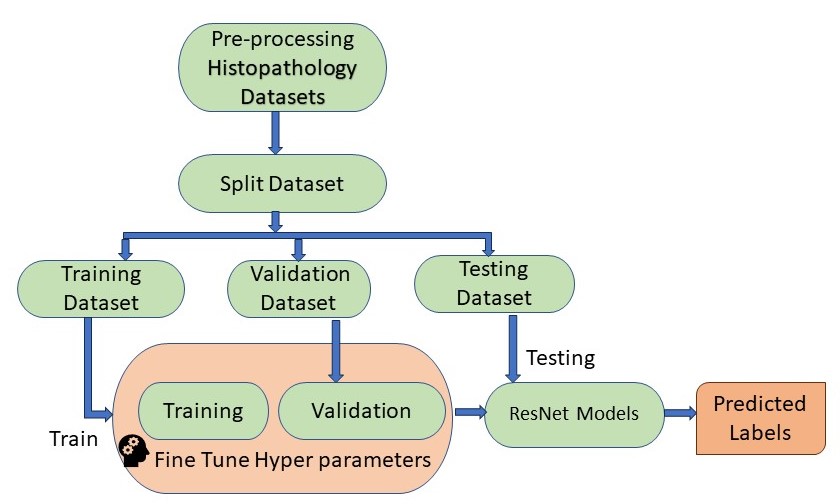 Pre-processing
Histopathology
Datasets
Split Dataset
Training
Dataset
Validation
Dataset
Testing
Dataset
Testing
Train
Training
Validation
Fine Tune Hyper parameters
ResNet Models
Predicted
Labels